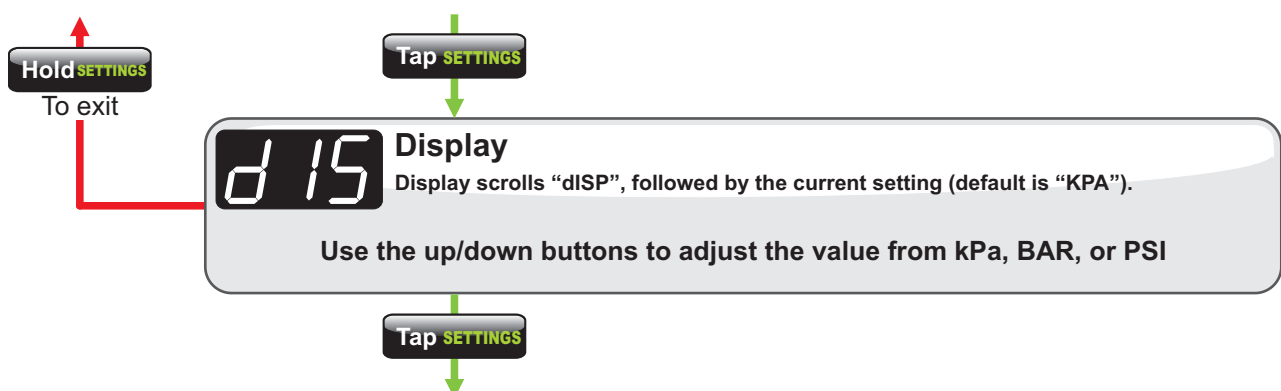 Tap SETTINGS
Hold SETTINGS
To exit
dIS
Display
Display scrolls “dISP”, followed by the current setting (default is “KPA”).
Use the up/down buttons to adjust the value from kPa, BAR, or PSI
Tap SETTINGS